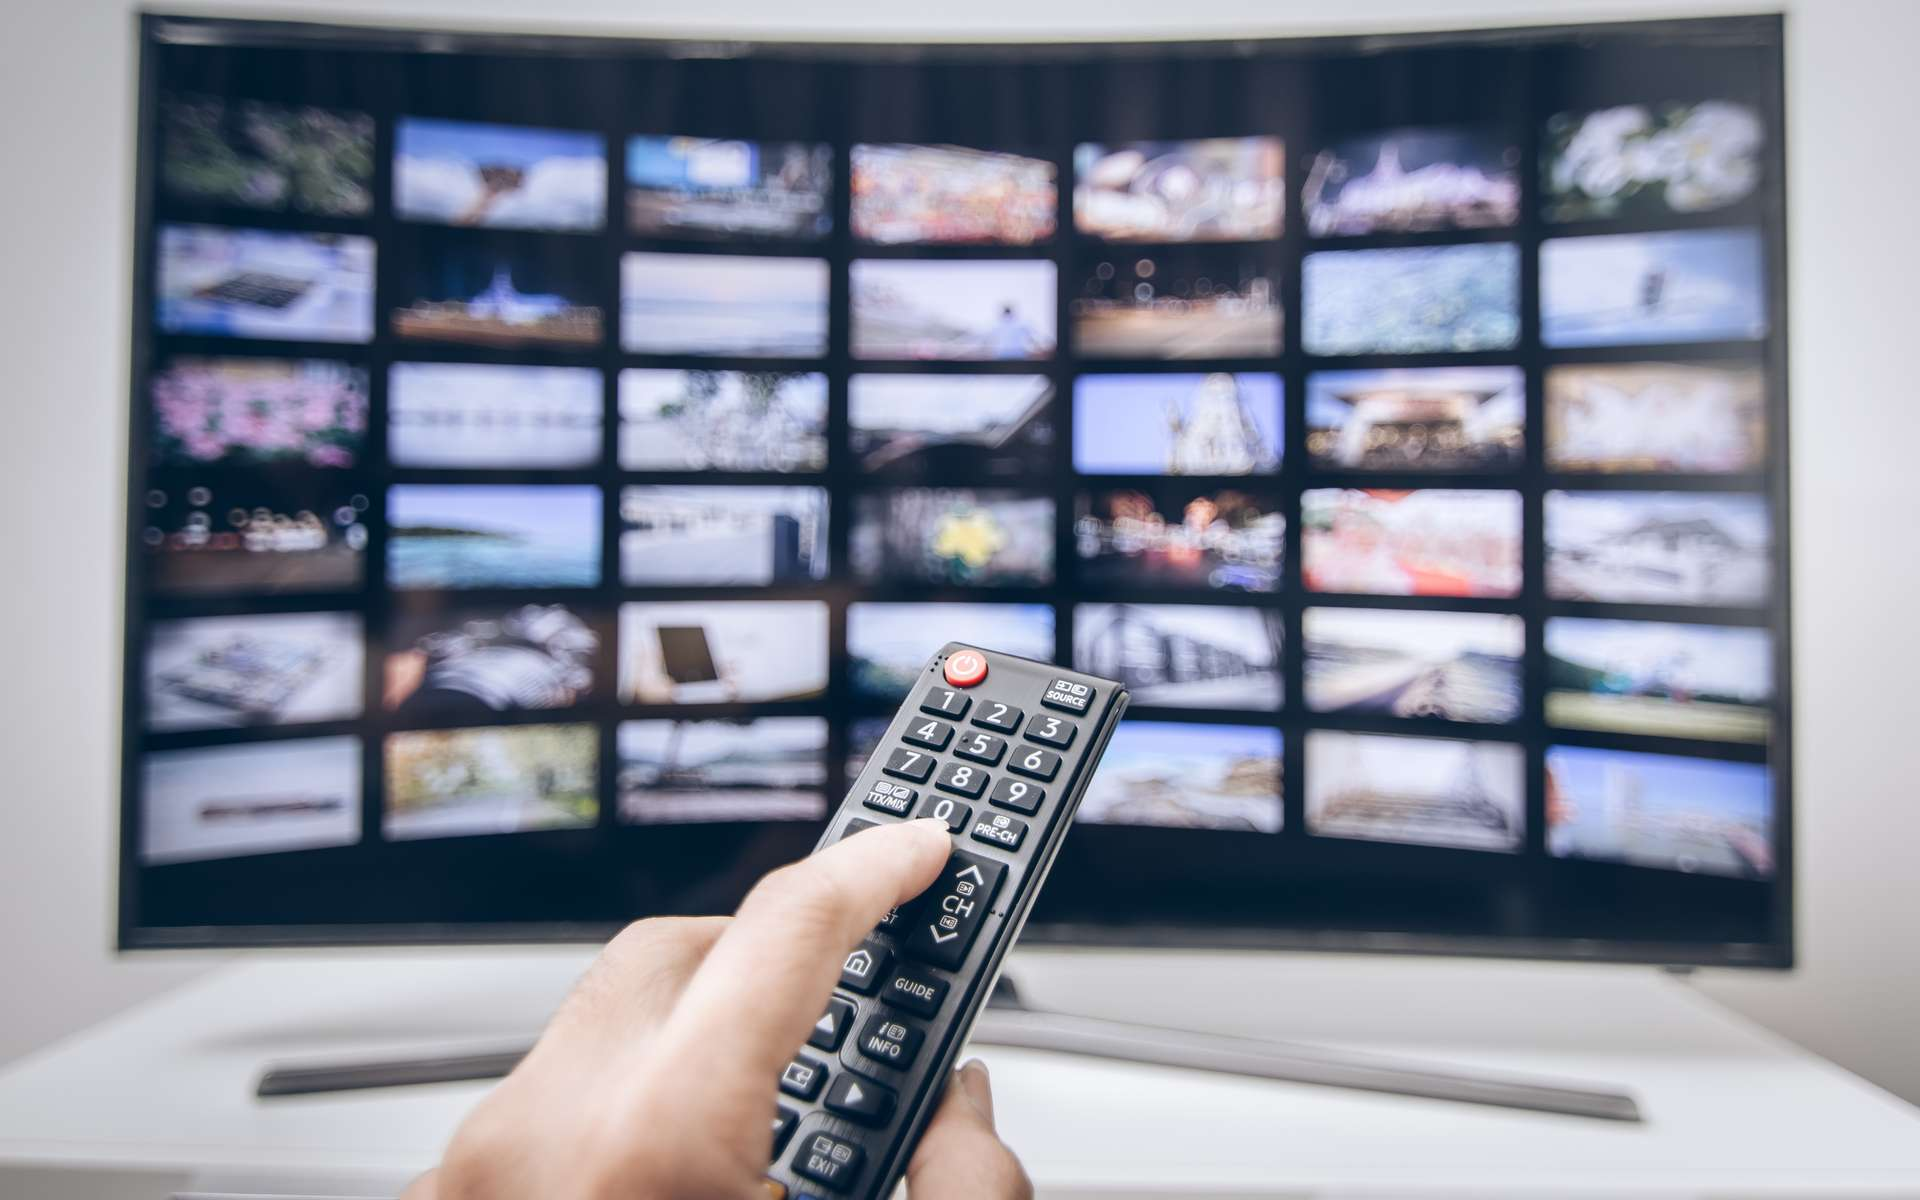 SOURCE
1 2 3
4 5 6
7 8 9
TTX/MIX 0 PRE-CH
CH
ST
GUIDE
INFO
EXIT